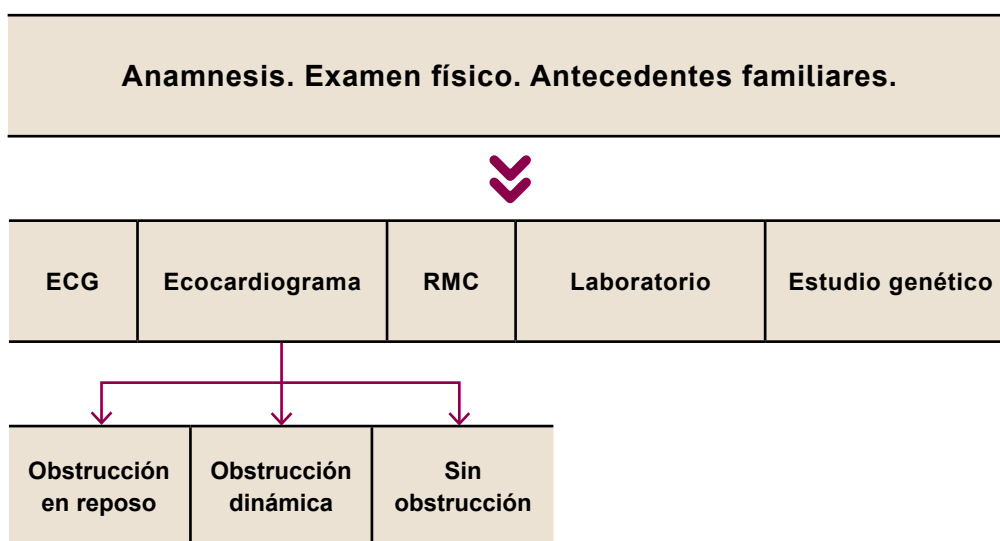 Anamnesis. Examen físico. Antecedentes familiares.
ECG
Ecocardiograma
RMC
Laboratorio
Estudio genético
Obstrucción
en reposo
Obstrucción
dinámica
Sin
obstrucción